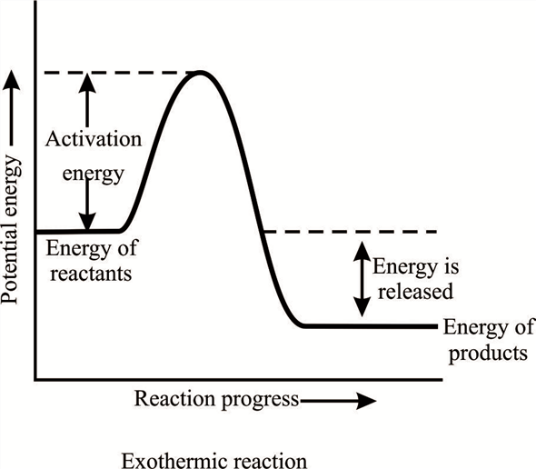 Potential energy
Activation
energy
Energy of
reactants
Energy is
released
Energy of
products
Reaction progress
Exothermic reaction